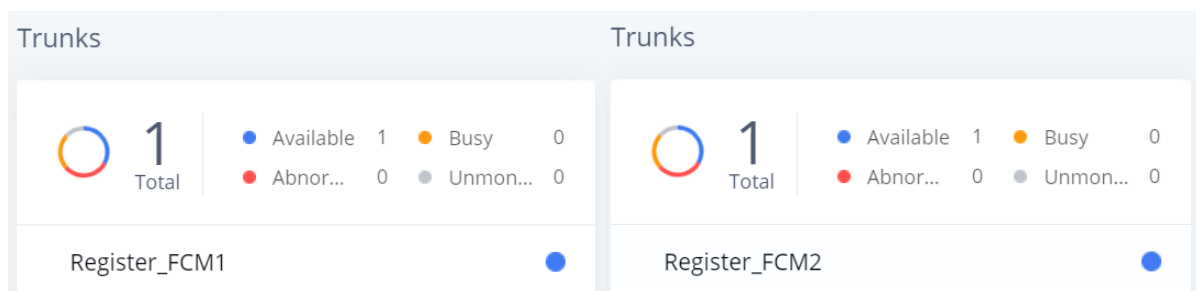 Trunks
1
Total
Available 1 Busy 0
Abnor... 0 Unmon... 0
Register_FCM1
Trunks
1
Total
Available 1 Busy 0
Abnor... 0 Unmon... 0
Register_FCM2